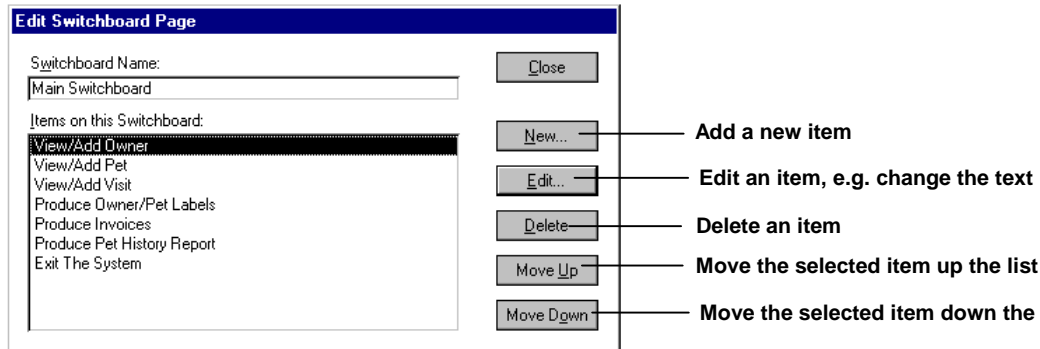 Edit Switchboard Page
Switchboard Name:
Close
Main Switchboard
Items on this Switchboard:
View/Add Owner
View/Add Pet
View/Add Visit
Produce Owner/Pet Labels
Produce Invoices
Produce Pet History Report
Exit The System
New...
Add a new item
Edit...
Edit an item, e.g. change the text
Delete
Delete an item
Move Up
Move the selected item up the list
Move Down
Move the selected item down the